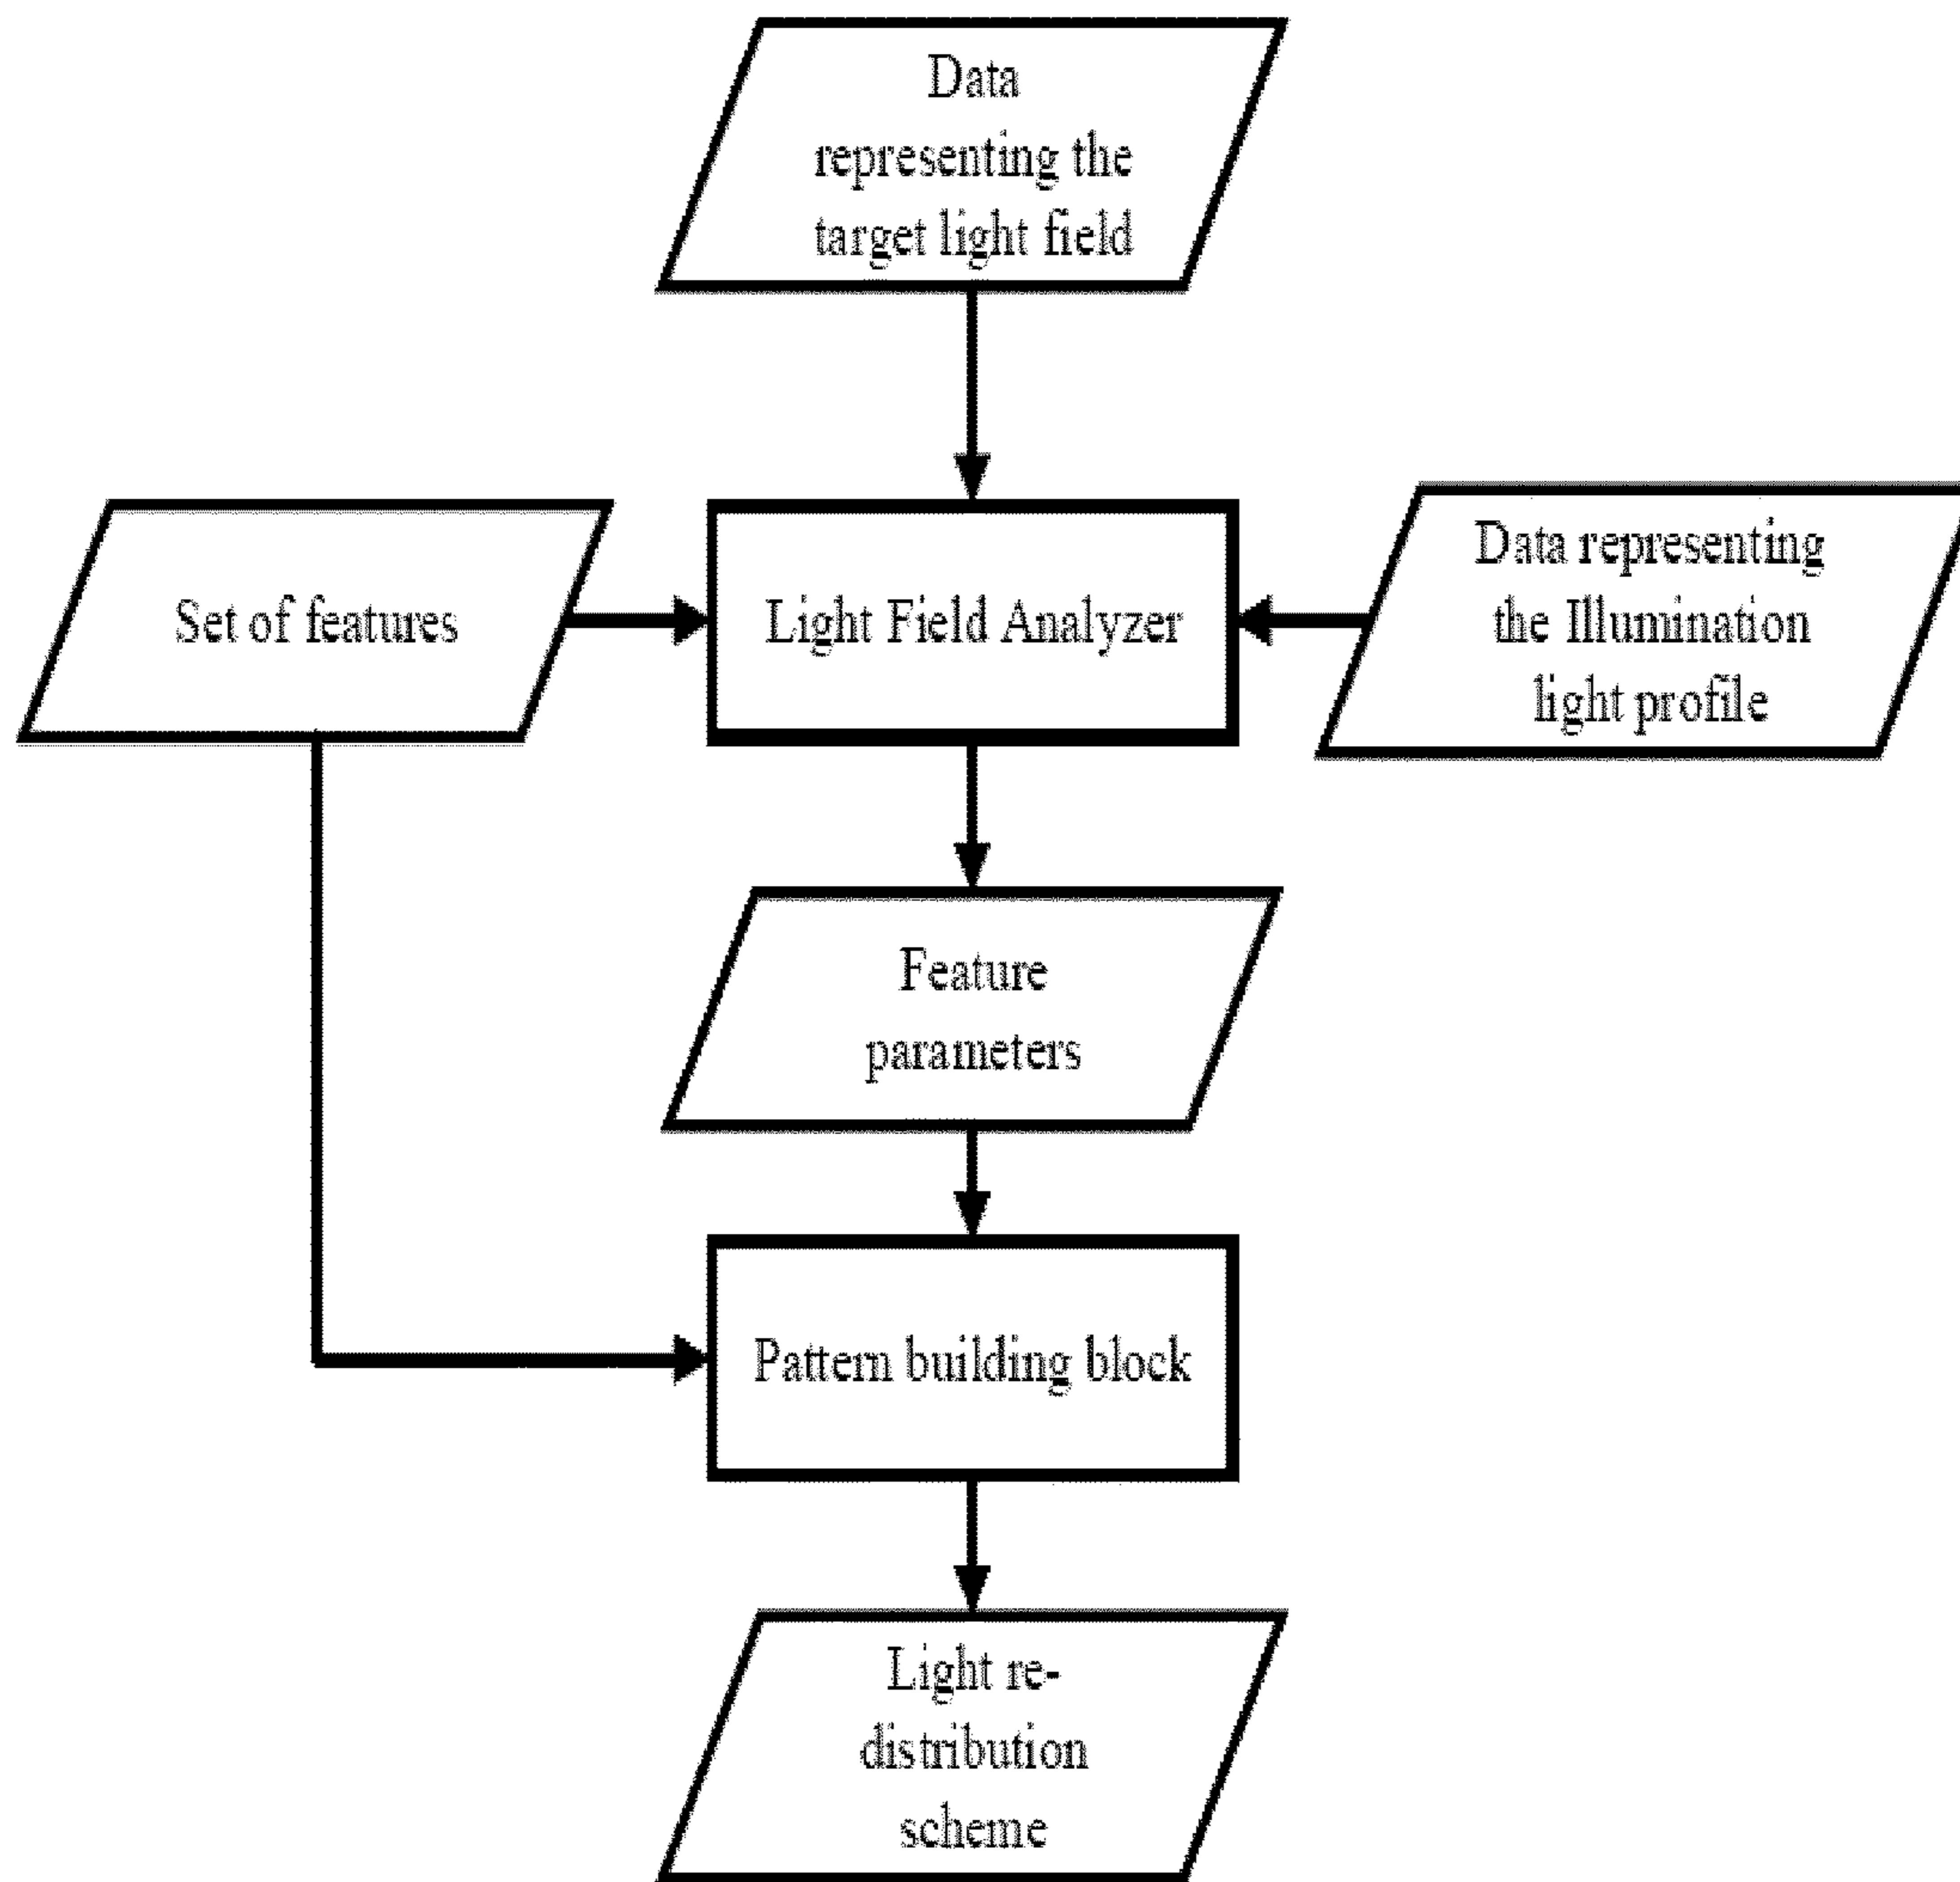 Data
representing the
target light field
Set of features
Light Field Analyzer
Data representing
the Illumination
light profile
Feature
parameters
Pattern building block
Light re-
distribution
scheme